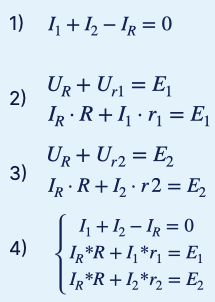 1) I₁ + I₂ − I_R = 0
2) U_R + U_r1 = E₁
I_R · R + I₁ · r₁ = E₁
3) U_R + U_r2 = E₂
I_R · R + I₂ · r2 = E₂
4) { I₁ + I₂ − I_R = 0
I_R*R + I₁*r₁ = E₁
I_R*R + I₂*r₂ = E₂